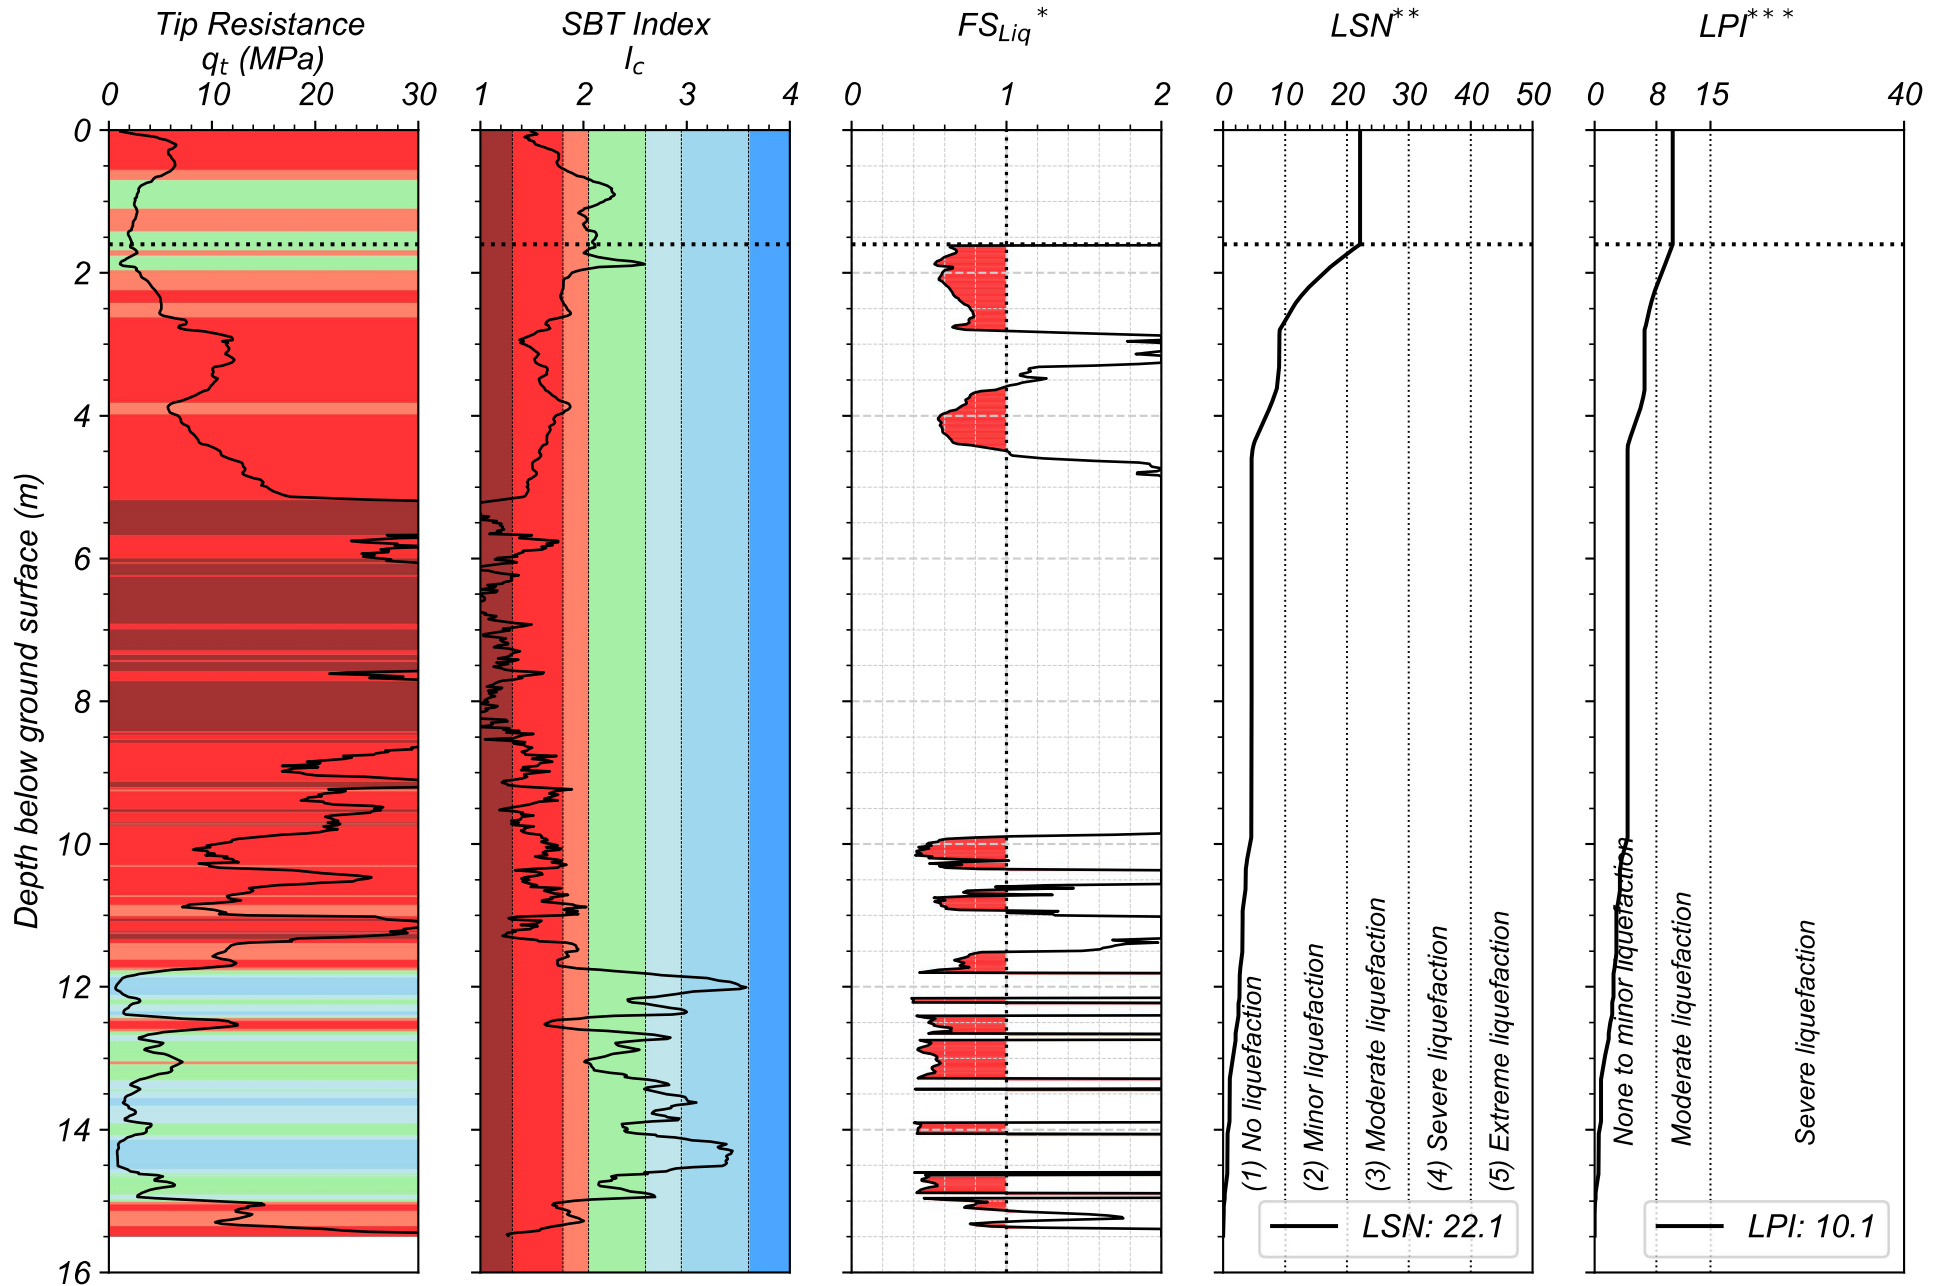 Tip Resistance
qt (MPa)
0 10 20 30
SBT Index
Ic
1 2 3 4
FSLiq*
0 1 2
LSN**
0 10 20 30 40 50
LPI***
0 8 15 40
Depth below ground surface (m)
0
2
4
6
8
10
12
14
16
(1) No liquefaction
(2) Minor liquefaction
(3) Moderate liquefaction
(4) Severe liquefaction
(5) Extreme liquefaction
LSN: 22.1
None to minor liquefaction
Moderate liquefaction
Severe liquefaction
LPI: 10.1